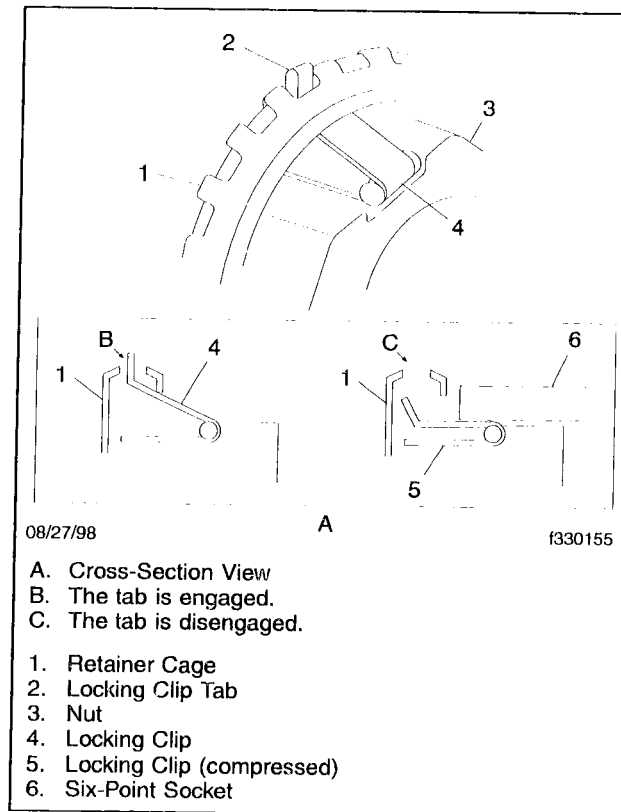 2
3
1
4
B
4
1
C
6
1
5
08/27/98
A
f330155
A. Cross-Section View
B. The tab is engaged.
C. The tab is disengaged.
1. Retainer Cage
2. Locking Clip Tab
3. Nut
4. Locking Clip
5. Locking Clip (compressed)
6. Six-Point Socket